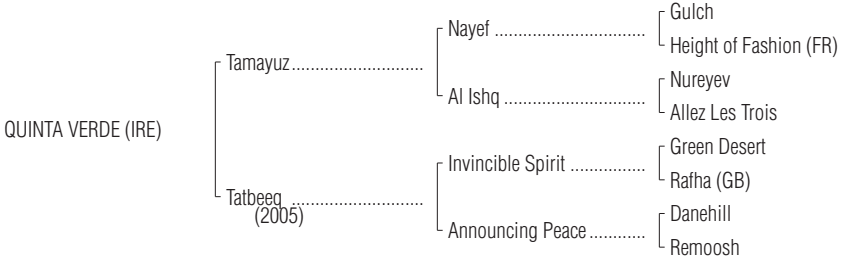 Gulch
Nayef ................................
Height of Fashion (FR)
Tamayuz............................
Nureyev
Al Ishq ..............................
Allez Les Trois
QUINTA VERDE (IRE)
Green Desert
Invincible Spirit ................
Rafha (GB)
Tatbeeq ............................
(2005)
Danehill
Announcing Peace............
Remoosh